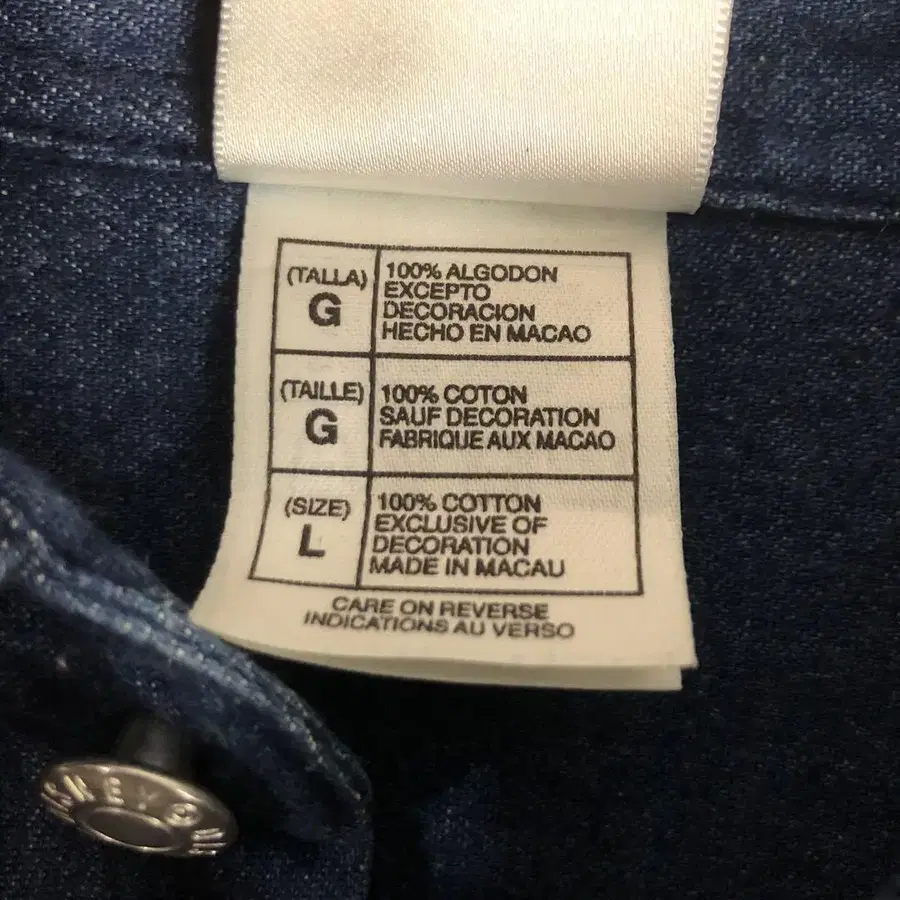 (TALLA)
G
100% ALGODON
EXCEPTO
DECORACION
HECHO EN MACAO
(TAILLE)
G
100% COTON
SAUF DECORATION
FABRIQUE AUX MACAO
(SIZE)
L
100% COTTON
EXCLUSIVE OF
DECORATION
MADE IN MACAU
CARE ON REVERSE
INDICATIONS AU VERSO